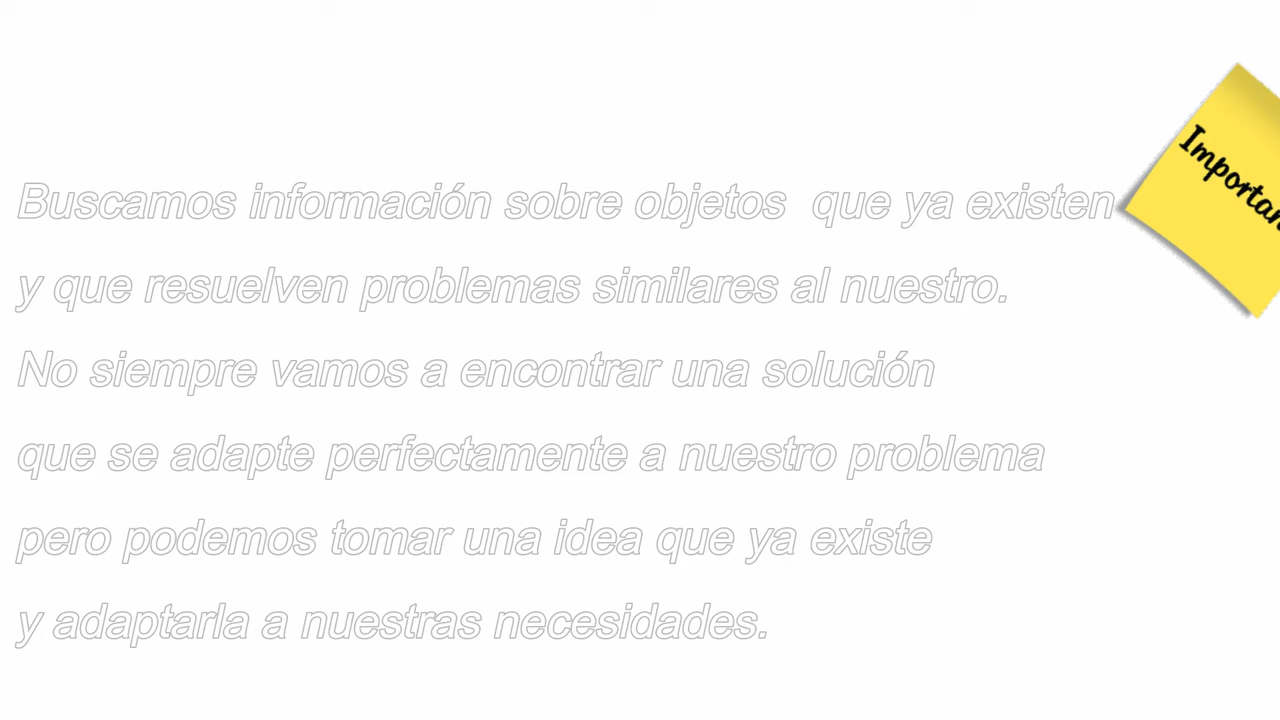 Buscamos información sobre objetos que ya existen
y que resuelven problemas similares al nuestro.
No siempre vamos a encontrar una solución
que se adapte perfectamente a nuestro problema
pero podemos tomar una idea que ya existe
y adaptarla a nuestras necesidades.
Importan